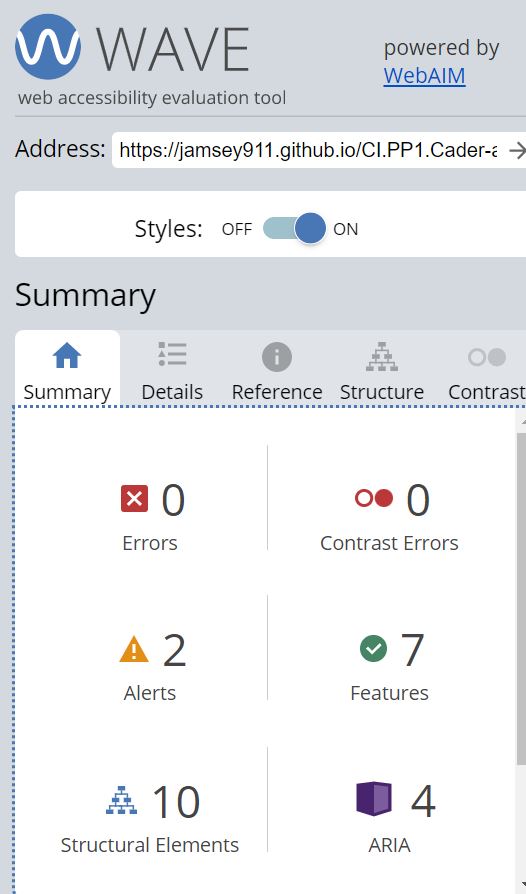 WAVE
web accessibility evaluation tool
powered by
WebAIM
Address: https://jamsey911.github.io/CI.PP1.Cader-a
Styles: OFF ON
Summary
Summary Details Reference Structure Contrast
0 0
Errors Contrast Errors
2 7
Alerts Features
10 4
Structural Elements ARIA